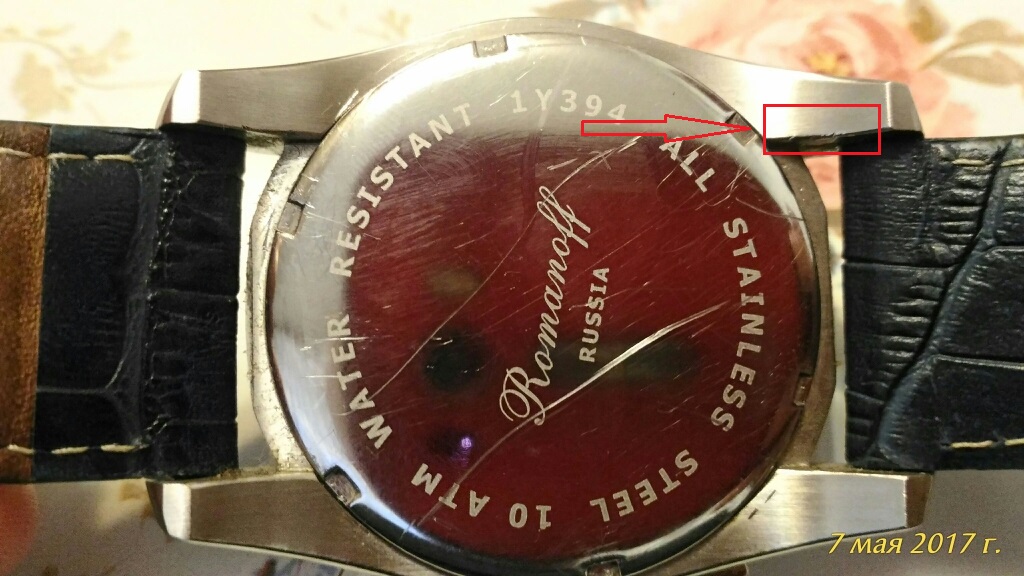 WATER RESISTANT 1Y394 ALL STAINLESS STEEL 10 ATM
Romanoff
RUSSIA
7 мая 2017 г.